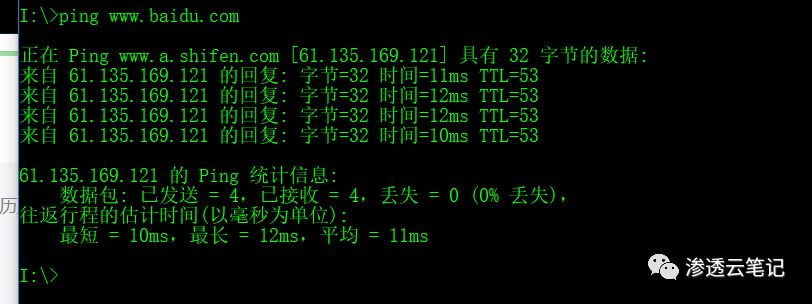 I:\>ping www.baidu.com
正在 Ping www.a.shifen.com [61.135.169.121] 具有 32 字节的数据:
来自 61.135.169.121 的回复: 字节=32 时间=11ms TTL=53
来自 61.135.169.121 的回复: 字节=32 时间=12ms TTL=53
来自 61.135.169.121 的回复: 字节=32 时间=12ms TTL=53
来自 61.135.169.121 的回复: 字节=32 时间=10ms TTL=53
61.135.169.121 的 Ping 统计信息:
数据包: 已发送 = 4，已接收 = 4，丢失 = 0 (0% 丢失)，
历
往返行程的估计时间(以毫秒为单位):
最短 = 10ms，最长 = 12ms，平均 = 11ms
I:\>
渗透云笔记